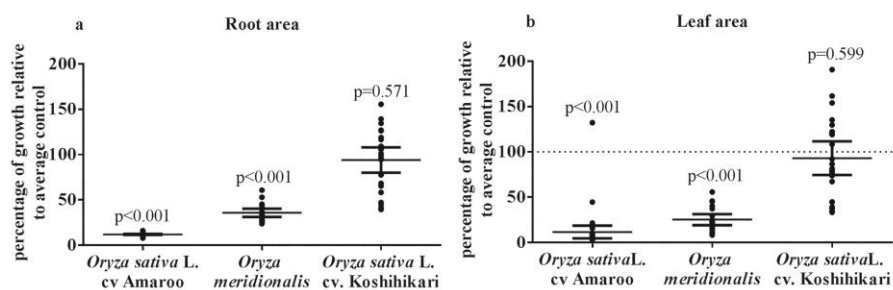 a
Root area
percentage of growth relative
to average control
200
150
100
50
0
p<0.001
p<0.001
p=0.571
Oryza sativa L.
cv Amaroo
Oryza
meridionalis
Oryza sativa L.
cv. Koshihikari
b
Leaf area
percentage of growth relative
to average control
200
150
100
50
0
p<0.001
p<0.001
p=0.599
Oryza sativaL.
cv Amaroo
Oryza
meridionalis
Oryza sativaL.
cv. Koshihikari